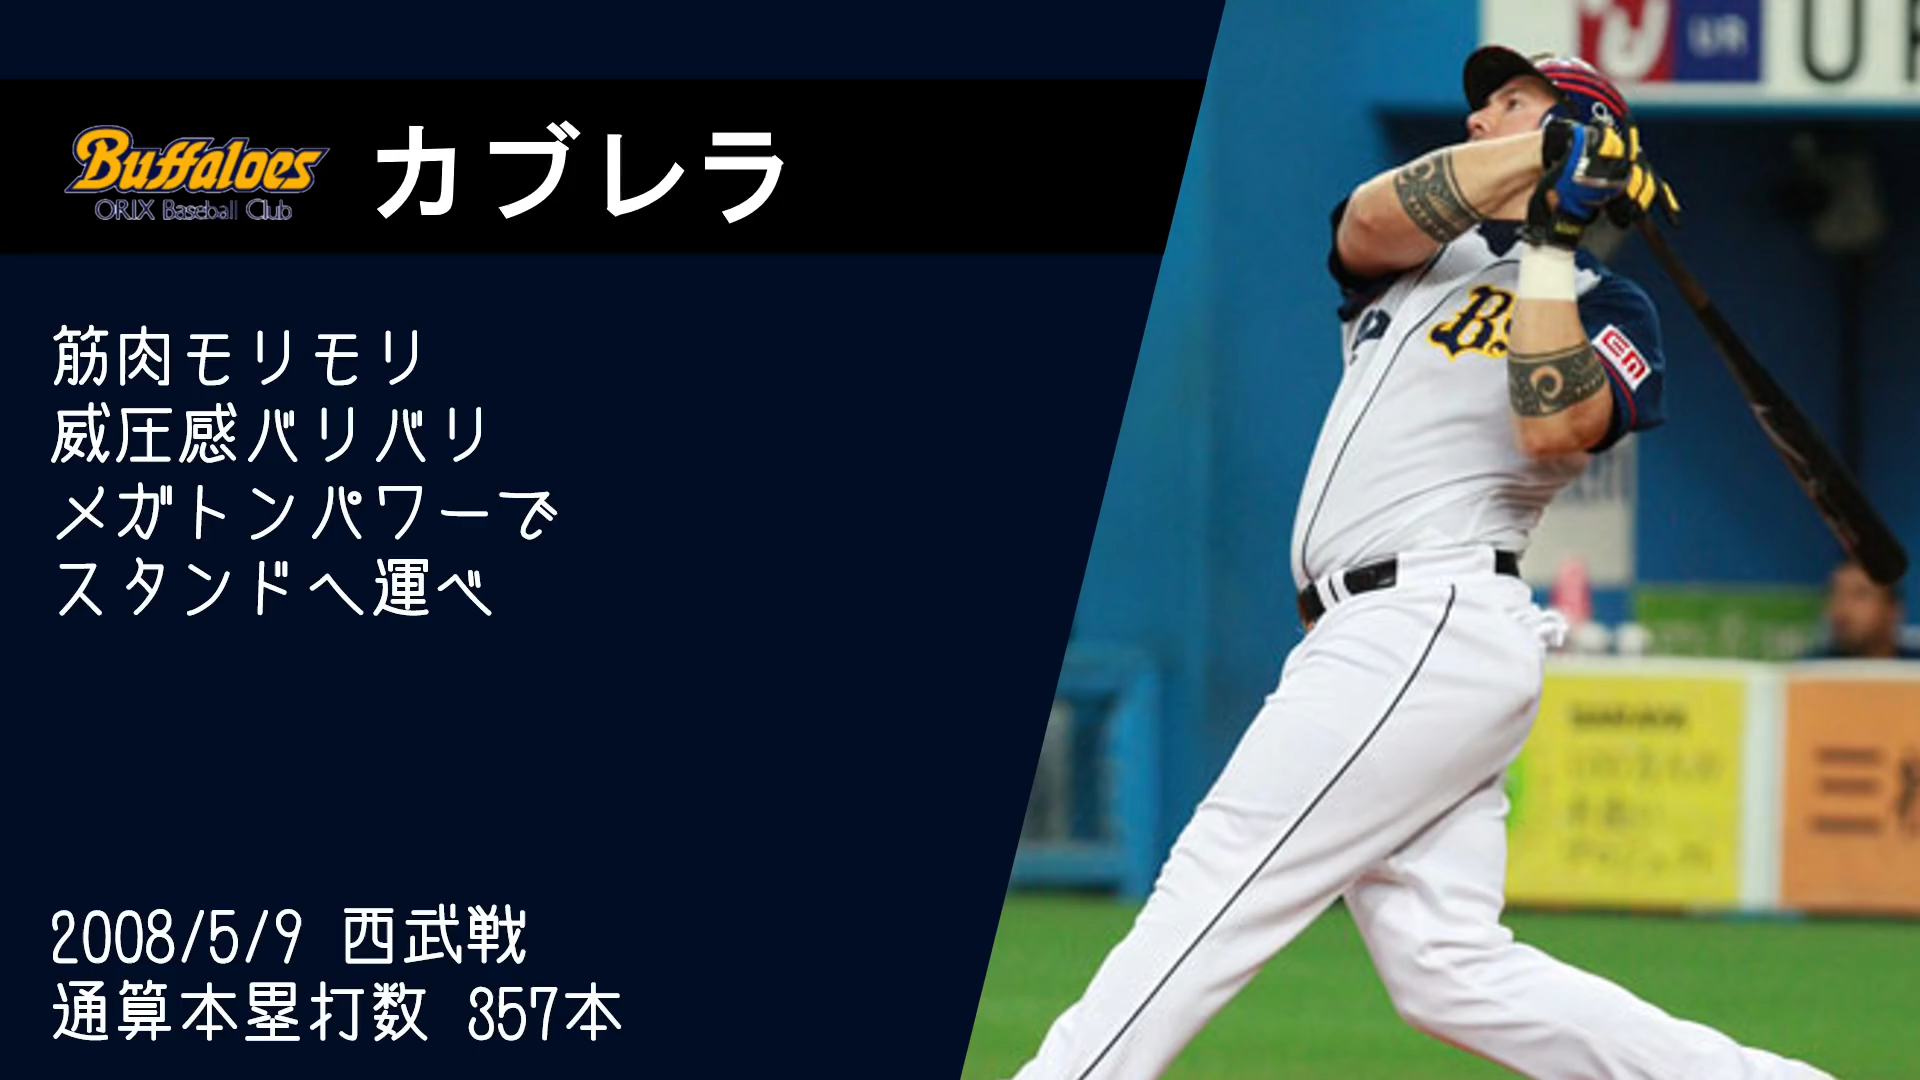 Buffaloes
ORIX Baseball Club
カブレラ
筋肉モリモリ
威圧感バリバリ
メガトンパワーで
スタンドへ運べ
2008/5/9 西武戦
通算本塁打数 357本
UR
Bs